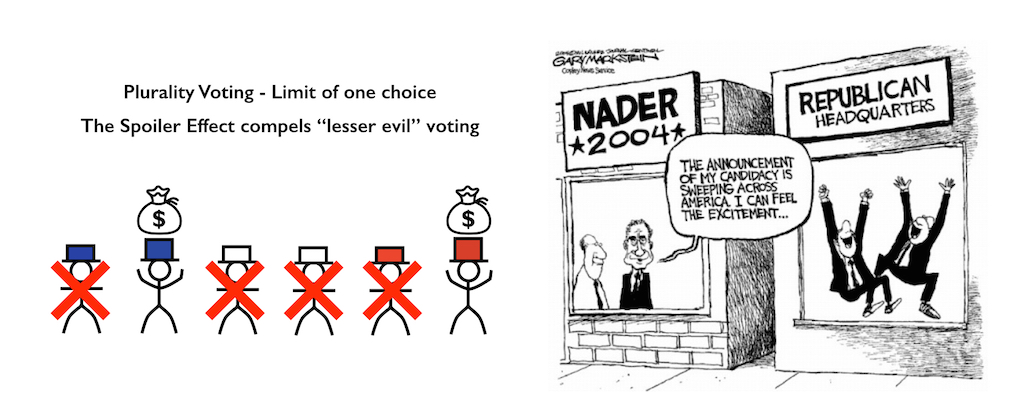 Plurality Voting - Limit of one choice
The Spoiler Effect compels “lesser evil” voting
$
$
GARY MARKSTEIN
Copley News Service
NADER
★2004★
REPUBLICAN
HEADQUARTERS
THE ANNOUNCEMENT
OF MY CANDIDACY IS
SWEEPING ACROSS
AMERICA. I CAN FEEL
THE EXCITEMENT...